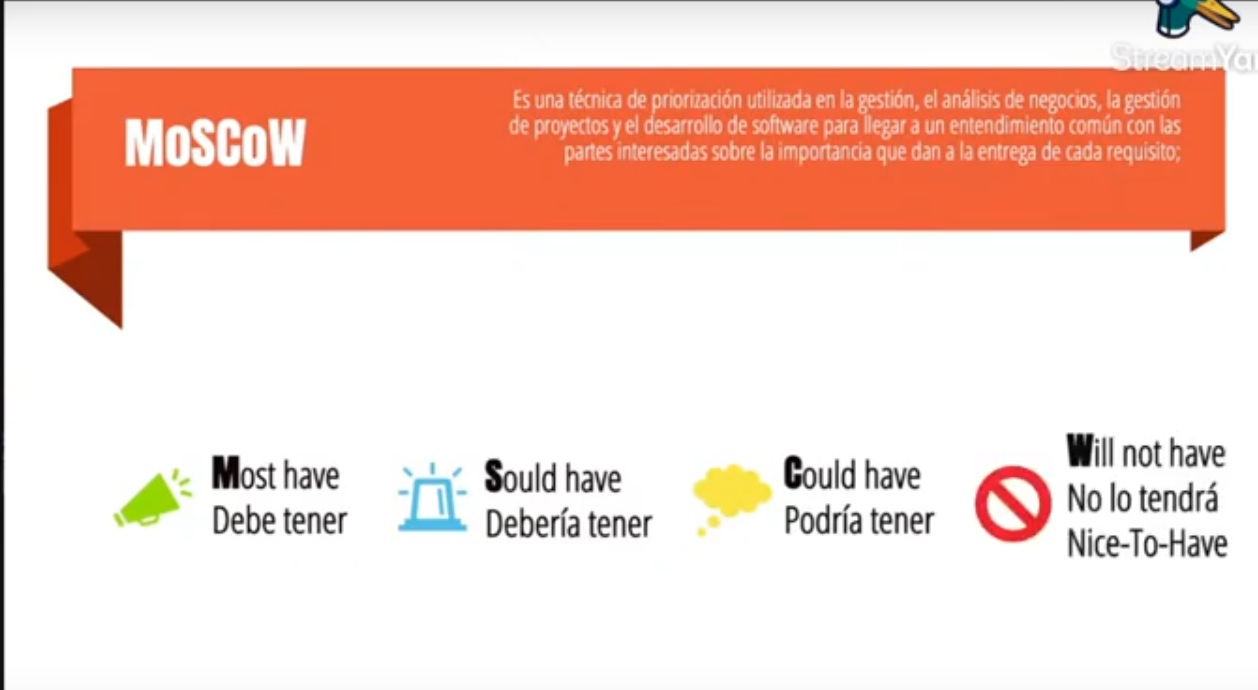 StreamYar
MoSCoW
Es una técnica de priorización utilizada en la gestión, el análisis de negocios, la gestión
de proyectos y el desarrollo de software para llegar a un entendimiento común con las
partes interesadas sobre la importancia que dan a la entrega de cada requisito;
Most have
Debe tener
Sould have
Debería tener
Could have
Podría tener
Will not have
No lo tendrá
Nice-To-Have